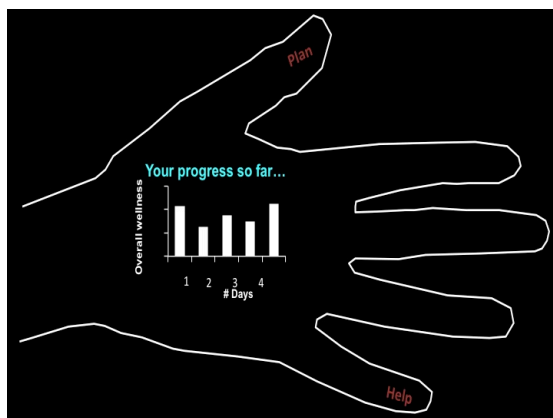 Plan
Your progress so far...
Overall wellness
1 2 3 4
# Days
Help